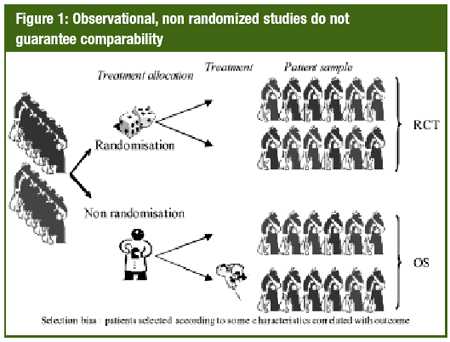 Figure 1: Observational, non randomized studies do not
guarantee comparability
Treatment allocation
Treatment
Patient sample
Randomisation
RCT
Non randomisation
OS
Selection bias : patients selected according to some characteristics correlated with outcome